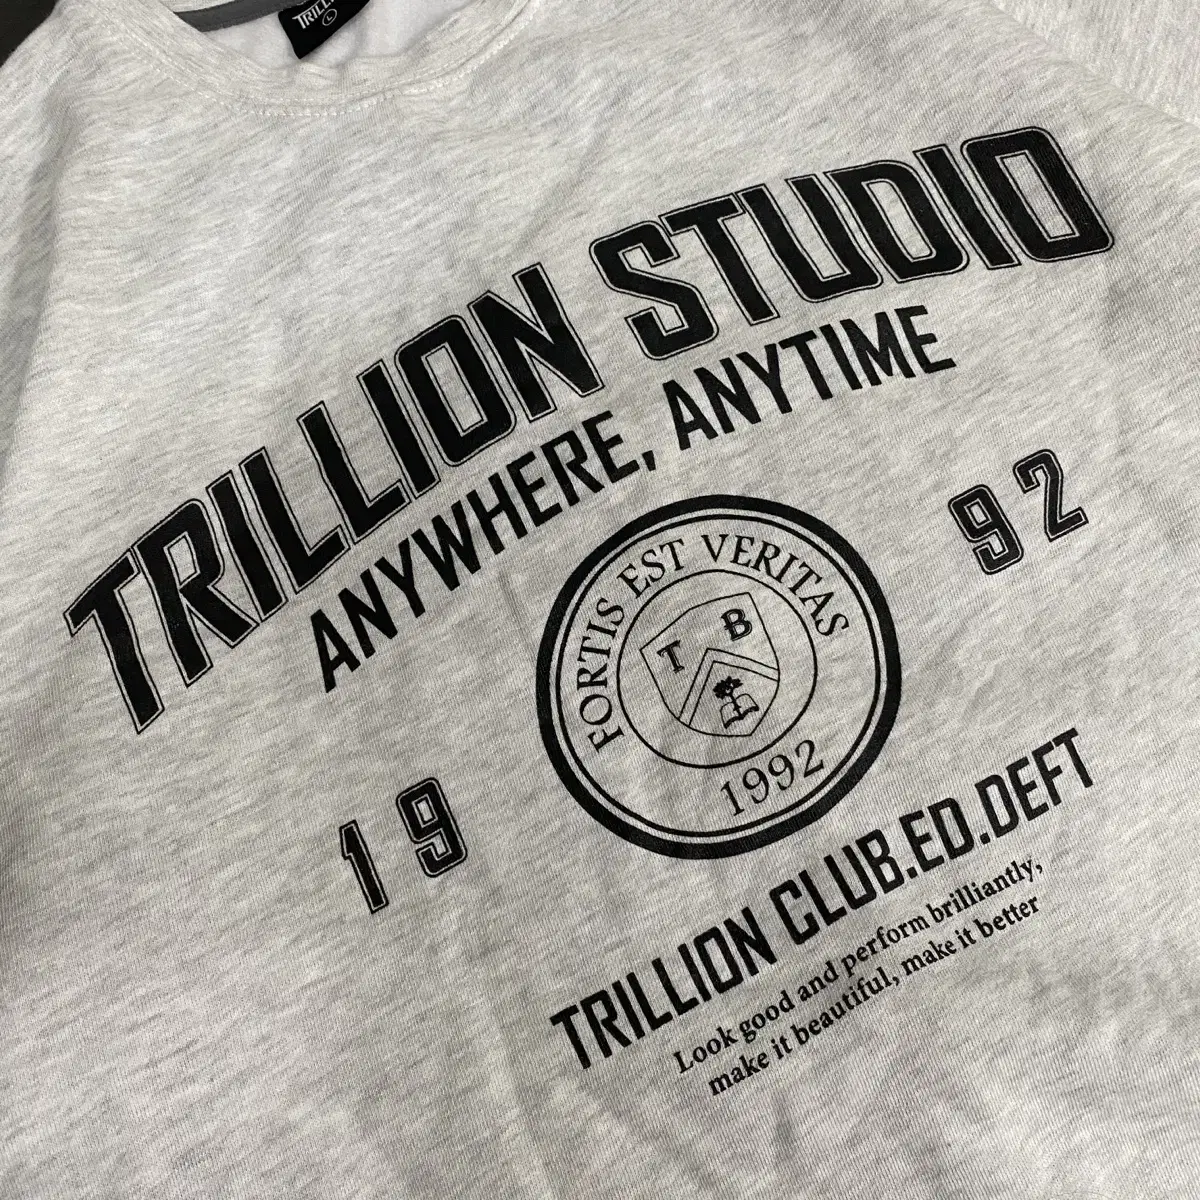 TRILL
L
TRILLION STUDIO
ANYWHERE, ANYTIME
19 92
FORTIS EST VERITAS
T B
1992
TRILLION CLUB.ED.DEFT
Look good and perform brilliantly,
make it beautiful, make it better